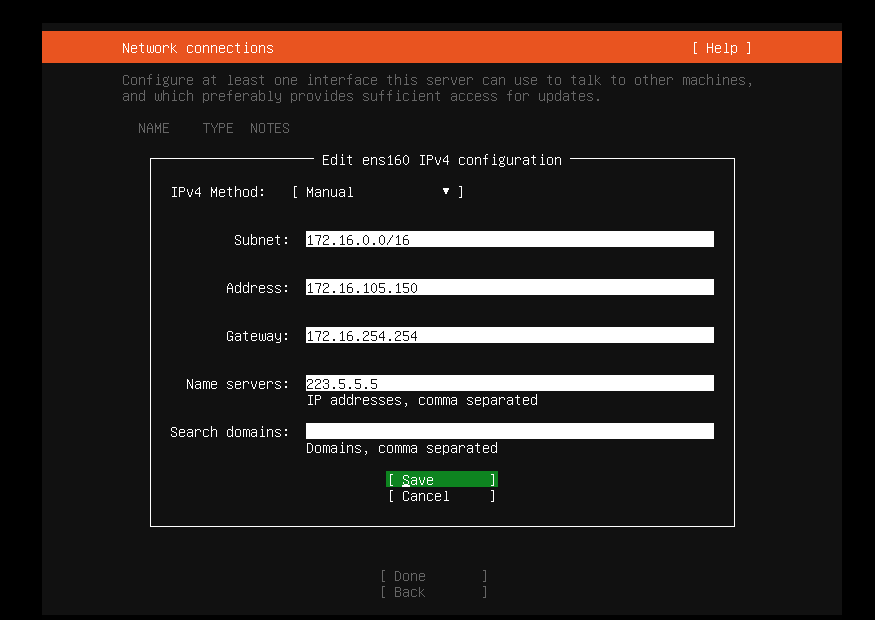 Network connections [ Help ]
Configure at least one interface this server can use to talk to other machines,
and which preferably provides sufficient access for updates.
NAME TYPE NOTES
Edit ens160 IPv4 configuration
IPv4 Method: [ Manual ▼ ]
Subnet: 172.16.0.0/16
Address: 172.16.105.150
Gateway: 172.16.254.254
Name servers: 223.5.5.5
IP addresses, comma separated
Search domains:
Domains, comma separated
[ Save ]
[ Cancel ]
[ Done ]
[ Back ]